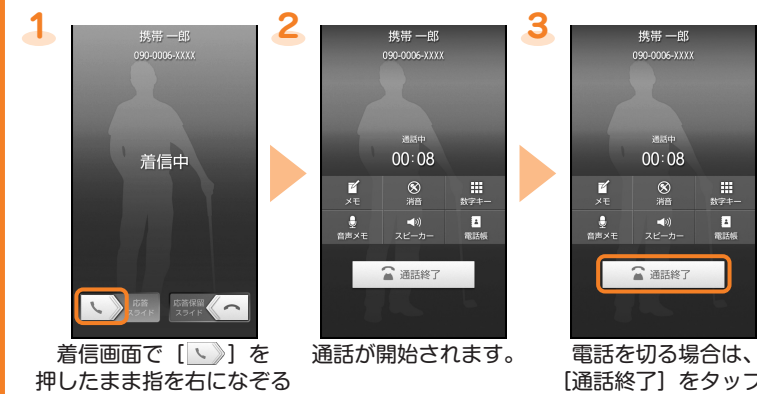 1
携帯 一郎
090-0006-XXXX
着信中
応答
スライド
応答保留
スライド
着信画面で［ ］を
押したまま指を右になぞる
2
携帯 一郎
090-0006-XXXX
通話中
00:08
メモ 消音 数字キー
音声メモ スピーカー 電話帳
通話終了
通話が開始されます。
3
携帯 一郎
090-0006-XXXX
通話中
00:08
メモ 消音 数字キー
音声メモ スピーカー 電話帳
通話終了
電話を切る場合は、
［通話終了］をタップ